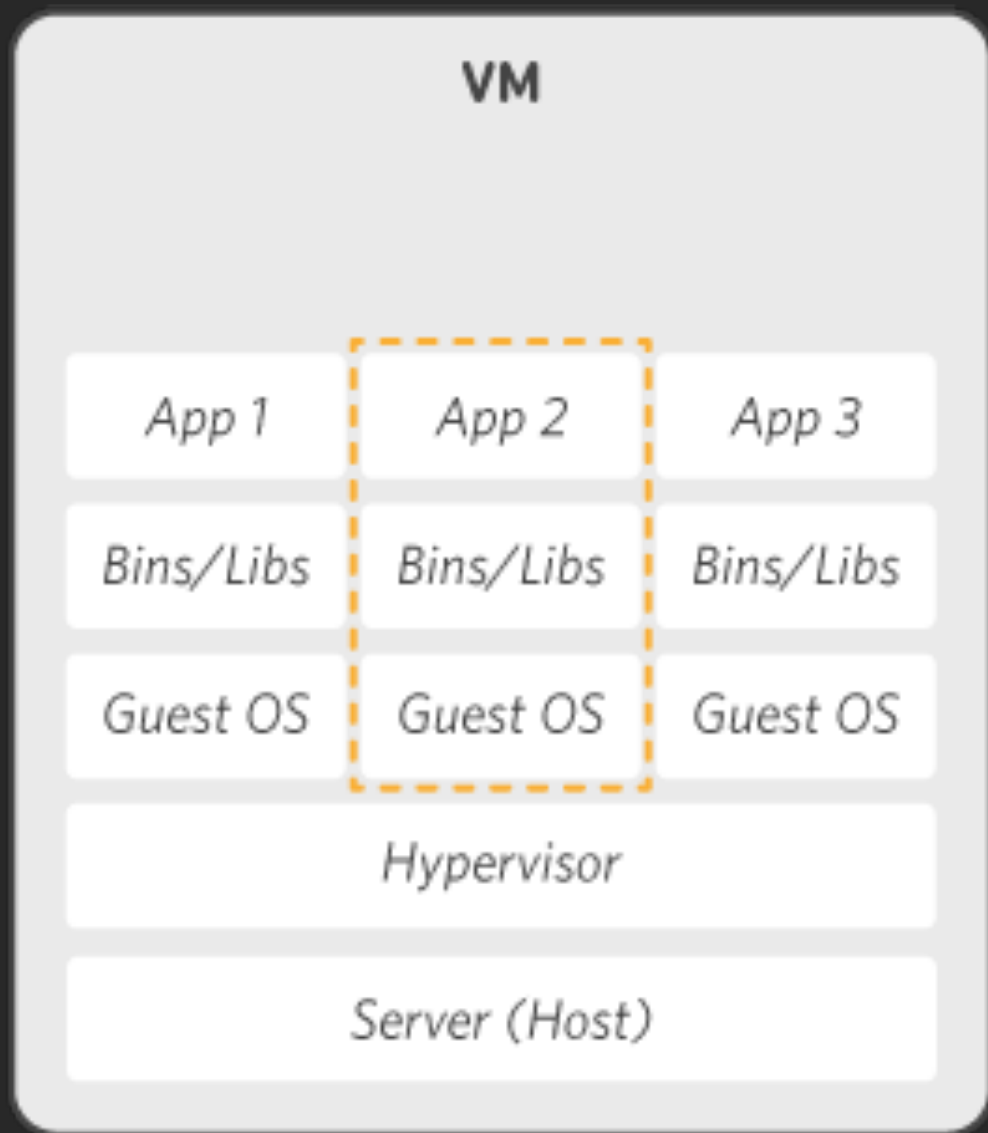 VM
App 1 App 2 App 3
Bins/Libs Bins/Libs Bins/Libs
Guest OS Guest OS Guest OS
Hypervisor
Server (Host)